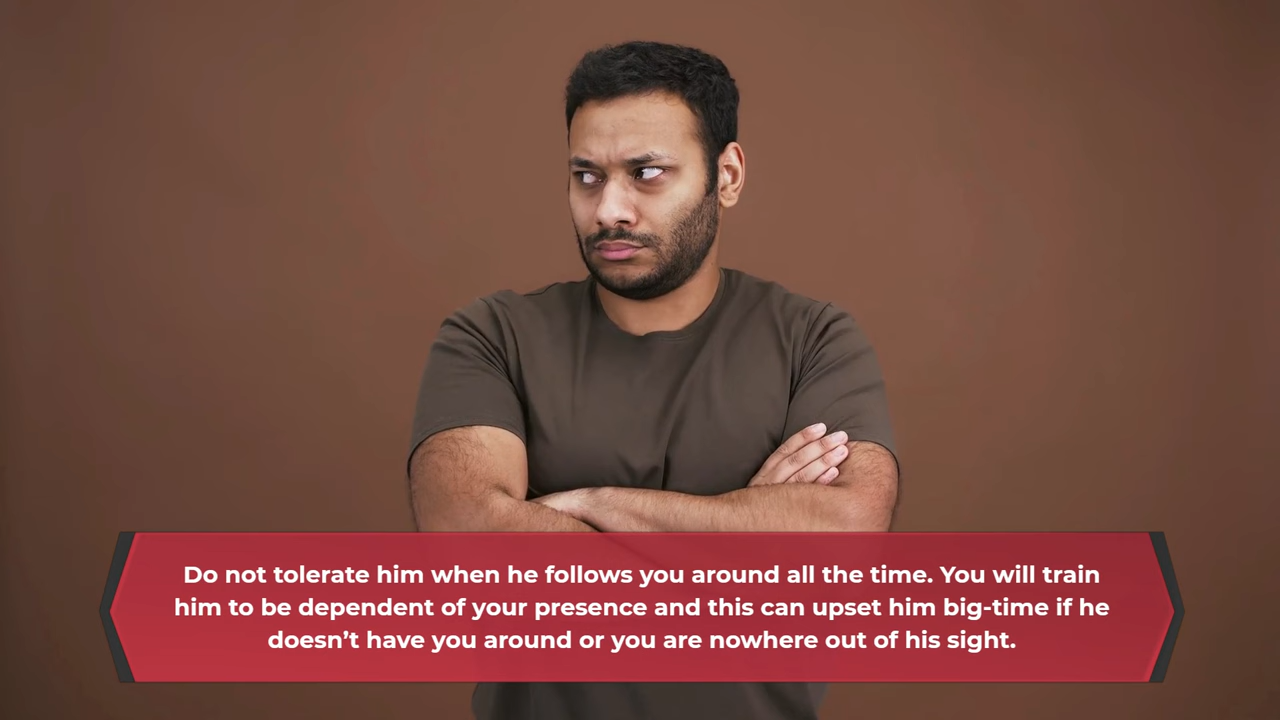 Do not tolerate him when he follows you around all the time. You will train
him to be dependent of your presence and this can upset him big-time if he
doesn’t have you around or you are nowhere out of his sight.